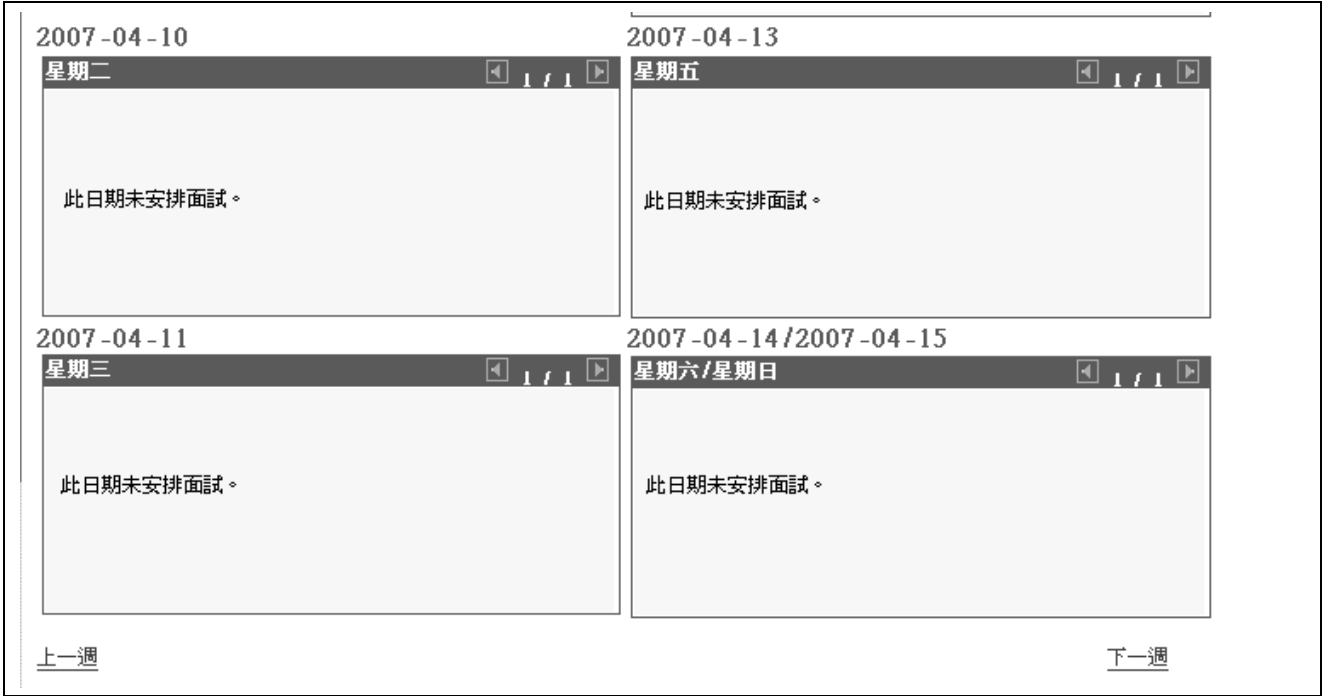 2007-04-10
星期二 1 / 1
此日期未安排面試。
2007-04-13
星期五 1 / 1
此日期未安排面試。
2007-04-11
星期三 1 / 1
此日期未安排面試。
2007-04-14/2007-04-15
星期六/星期日 1 / 1
此日期未安排面試。
上一週
下一週